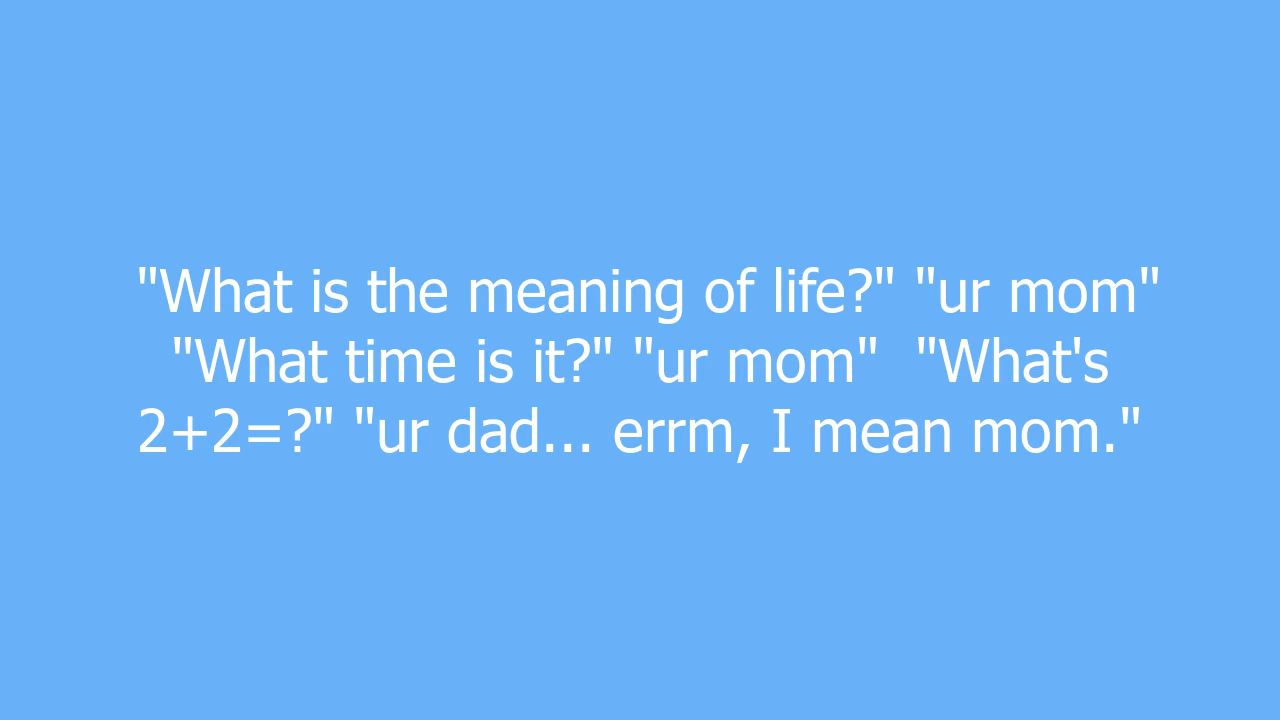 "What is the meaning of life?" "ur mom"
"What time is it?" "ur mom"  "What's
2+2=?" "ur dad... errm, I mean mom."